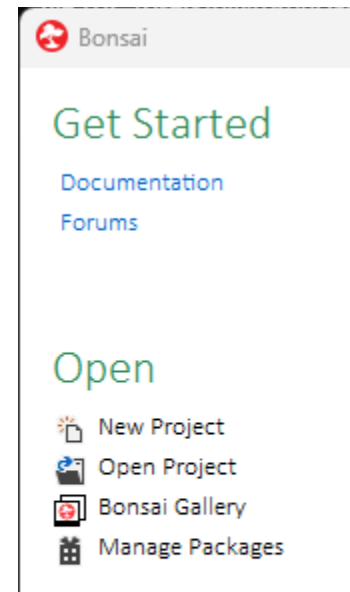 Bonsai
Get Started
Documentation
Forums
Open
New Project
Open Project
Bonsai Gallery
Manage Packages